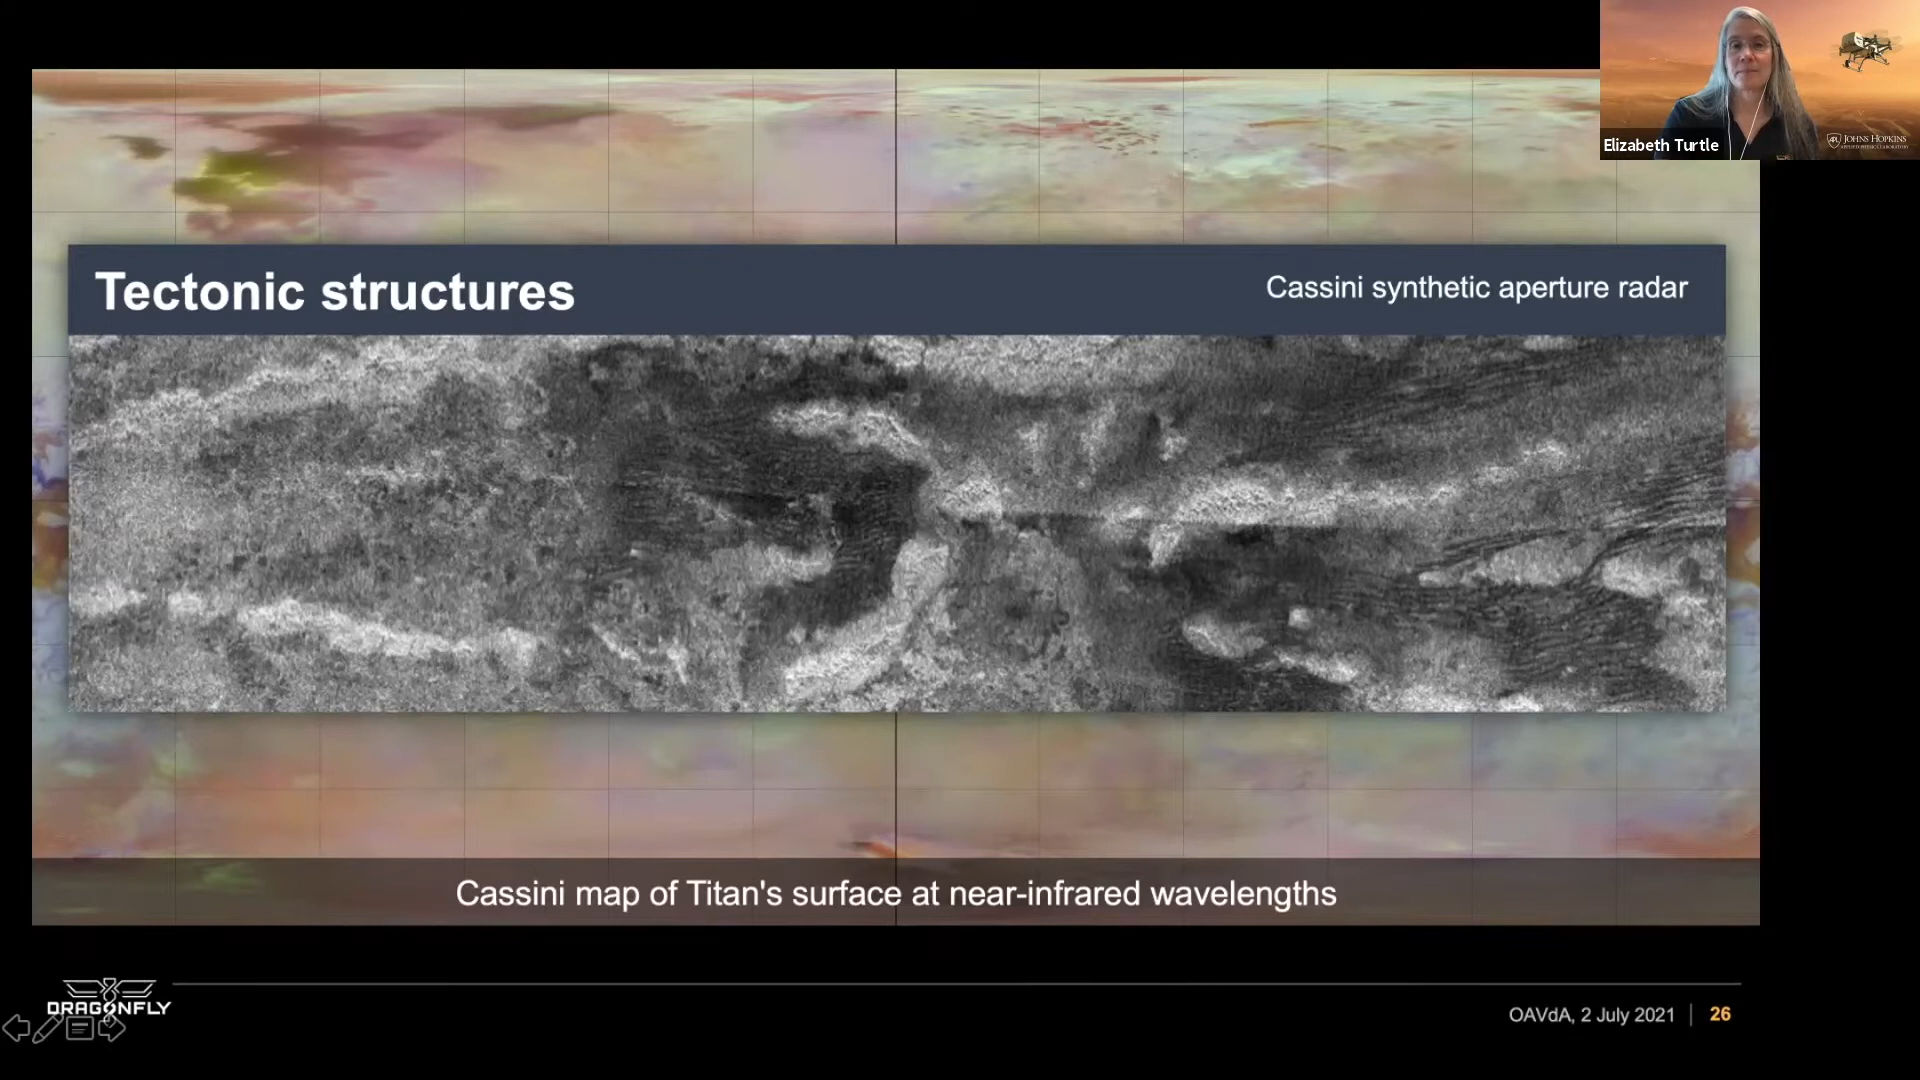 Elizabeth Turtle
JOHNS HOPKINS
APPLIED PHYSICS LABORATORY
Tectonic structures
Cassini synthetic aperture radar
Cassini map of Titan's surface at near-infrared wavelengths
DRAGONFLY
OAVdA, 2 July 2021 | 26